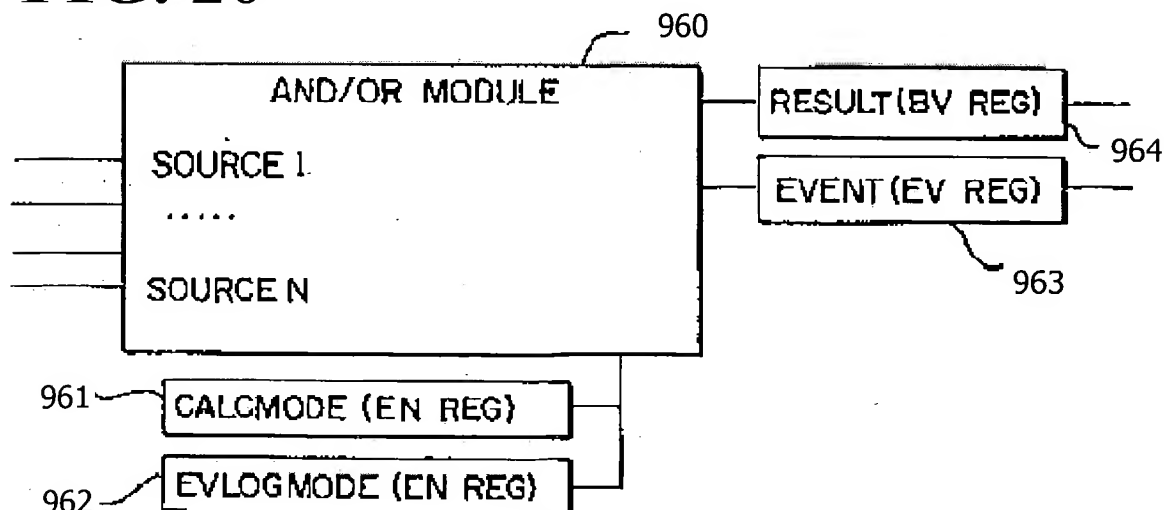 960
AND/OR MODULE
RESULT(BV REG)
964
SOURCE 1
.....
EVENT(EV REG)
963
SOURCE N
961
CALCMODE (EN REG)
962
EVLOGMODE (EN REG)